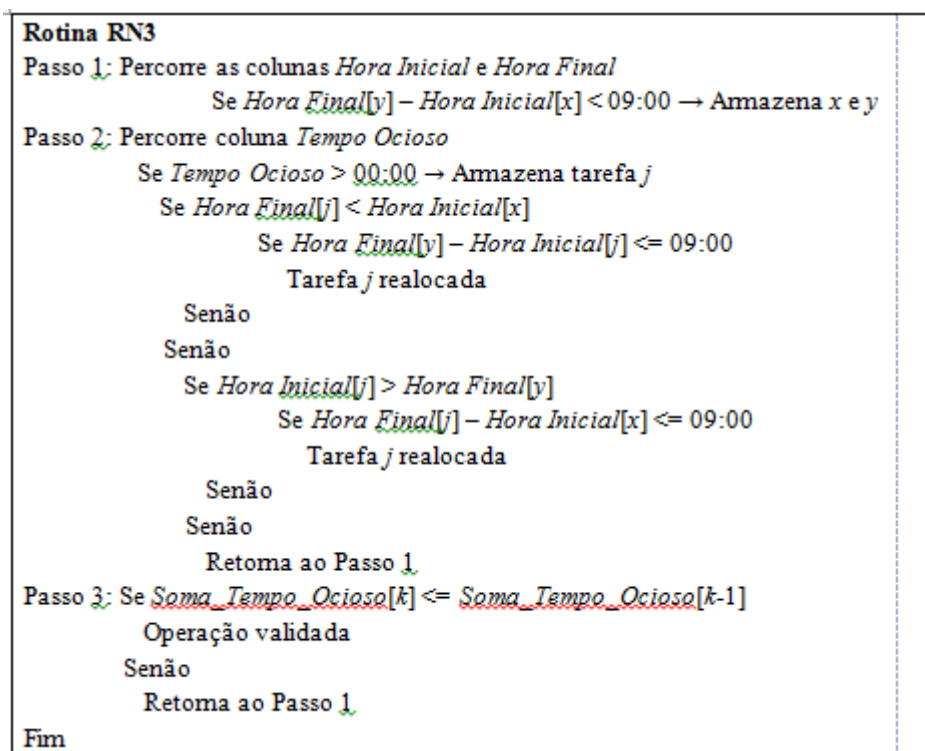 Rotina RN3
Passo 1: Percorre as colunas Hora Inicial e Hora Final
Se Hora Final[y] – Hora Inicial[x] < 09:00 → Armazena x e y
Passo 2: Percorre coluna Tempo Ocioso
Se Tempo Ocioso > 00:00 → Armazena tarefa j
Se Hora Final[j] < Hora Inicial[x]
Se Hora Final[y] – Hora Inicial[j] <= 09:00
Tarefa j realocada
Senão
Senão
Se Hora Inicial[j] > Hora Final[y]
Se Hora Final[j] – Hora Inicial[x] <= 09:00
Tarefa j realocada
Senão
Senão
Retorna ao Passo 1
Passo 3: Se Soma_Tempo_Ocioso[k] <= Soma_Tempo_Ocioso[k-1]
Operação validada
Senão
Retorna ao Passo 1
Fim